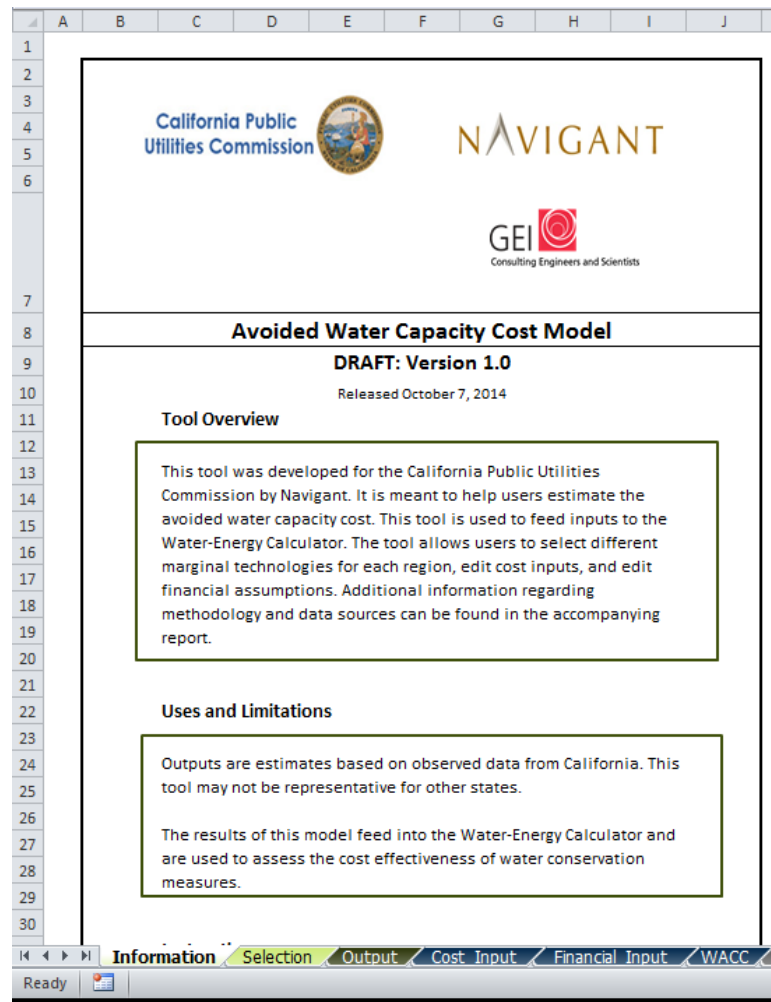 A B C D E F G H I J
1
2
3
4
5
6
7
8
9
10
11
12
13
14
15
16
17
18
19
20
21
22
23
24
25
26
27
28
29
30
California Public
Utilities Commission
NAVIGANT
GEI
Consulting Engineers and Scientists
Avoided Water Capacity Cost Model
DRAFT: Version 1.0
Released October 7, 2014
Tool Overview
This tool was developed for the California Public Utilities
Commission by Navigant. It is meant to help users estimate the
avoided water capacity cost. This tool is used to feed inputs to the
Water-Energy Calculator. The tool allows users to select different
marginal technologies for each region, edit cost inputs, and edit
financial assumptions. Additional information regarding
methodology and data sources can be found in the accompanying
report.
Uses and Limitations
Outputs are estimates based on observed data from California. This
tool may not be representative for other states.
The results of this model feed into the Water-Energy Calculator and
are used to assess the cost effectiveness of water conservation
measures.
Information Selection Output Cost Input Financial Input WACC
Ready